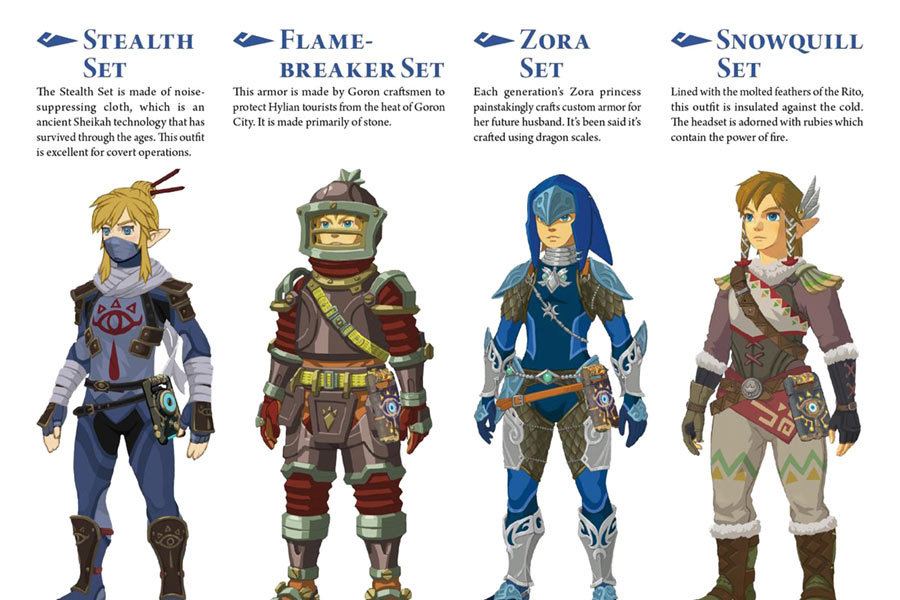 STEALTH
SET
The Stealth Set is made of noise-
suppressing cloth, which is an
ancient Sheikah technology that has
survived through the ages. This outfit
is excellent for covert operations.
FLAME-
BREAKER SET
This armor is made by Goron craftsmen to
protect Hylian tourists from the heat of Goron
City. It is made primarily of stone.
ZORA
SET
Each generation's Zora princess
painstakingly crafts custom armor for
her future husband. It's been said it's
crafted using dragon scales.
SNOWQUILL
SET
Lined with the molted feathers of the Rito,
this outfit is insulated against the cold.
The headset is adorned with rubies which
contain the power of fire.